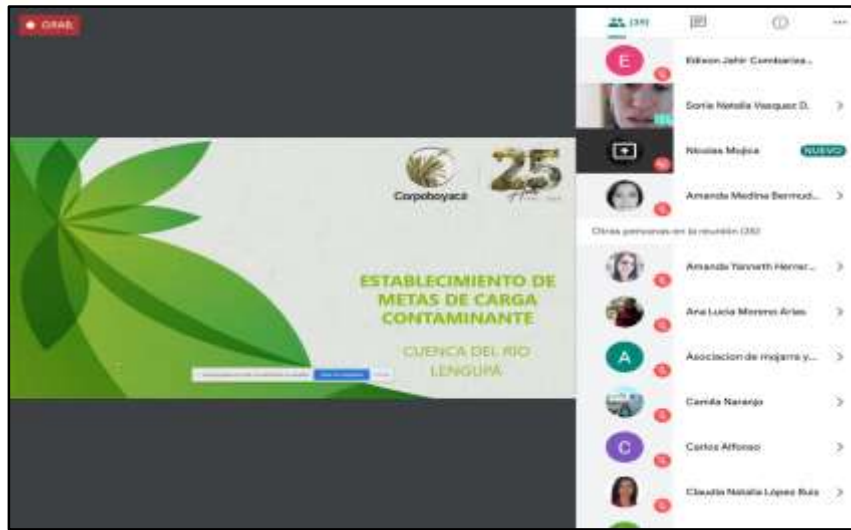 GRAB.
Corpoboyacá
25
ESTABLECIMIENTO DE
METAS DE CARGA
CONTAMINANTE
CUENCA DEL RIO
LENGUPÁ
E
Edison Jahir Cumbariza...
Sonia Natalia Vasquez D.
Nicolas Mojica
NUEVO
Amanda Medina Bermud...
Otras personas en la reunión
Amanda Yanneth Herrer...
Ana Lucia Moreno Arias
A
Asociacion de mojarra y...
Camila Naranjo
C
Carlos Alfonso
Claudia Natalia López Ruiz